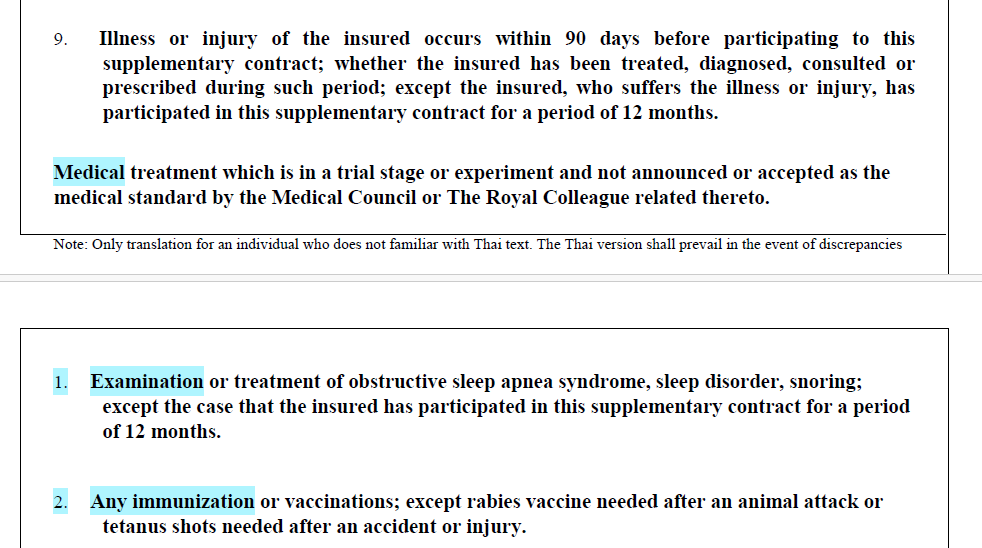 9. Illness or injury of the insured occurs within 90 days before participating to this
supplementary contract; whether the insured has been treated, diagnosed, consulted or
prescribed during such period; except the insured, who suffers the illness or injury, has
participated in this supplementary contract for a period of 12 months.
Medical treatment which is in a trial stage or experiment and not announced or accepted as the
medical standard by the Medical Council or The Royal Colleague related thereto.
Note: Only translation for an individual who does not familiar with Thai text. The Thai version shall prevail in the event of discrepancies
1. Examination or treatment of obstructive sleep apnea syndrome, sleep disorder, snoring;
except the case that the insured has participated in this supplementary contract for a period
of 12 months.
2. Any immunization or vaccinations; except rabies vaccine needed after an animal attack or
tetanus shots needed after an accident or injury.